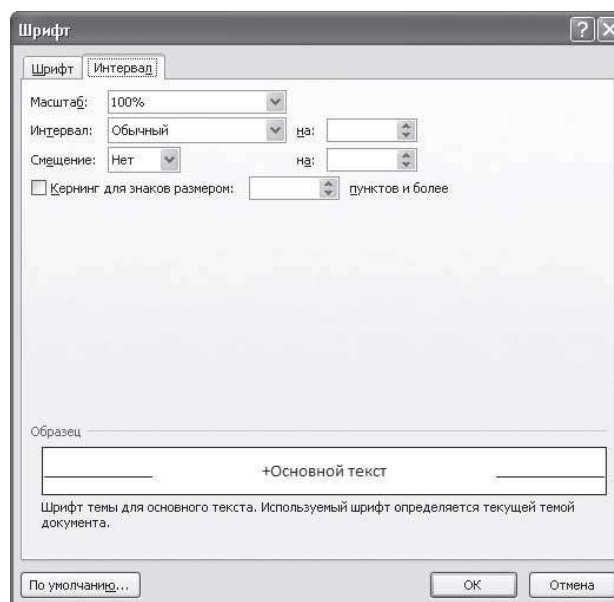 Шрифт
Шрифт Интервал
Масштаб: 100%
Интервал: Обычный на:
Смещение: Нет на:
Кернинг для знаков размером: пунктов и более
Образец
+Основной текст
Шрифт темы для основного текста. Используемый шрифт определяется текущей темой
документа.
По умолчанию... ОК Отмена